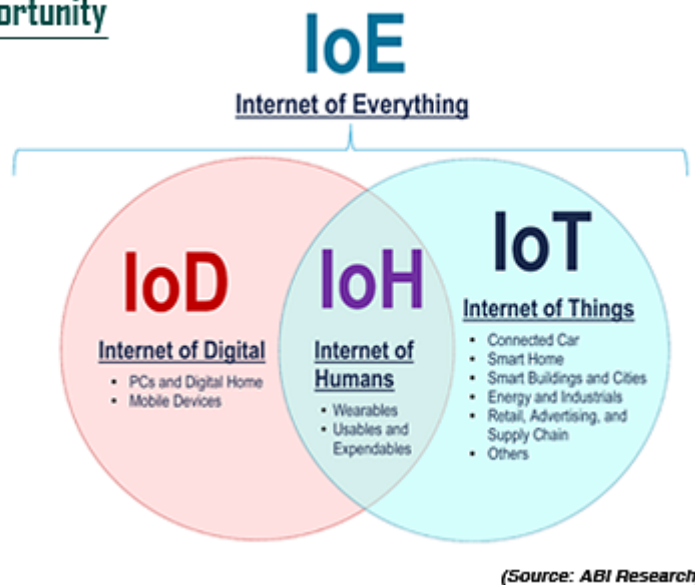 ortunity
IoE
Internet of Everything
IoD
Internet of Digital
• PCs and Digital Home
• Mobile Devices
IoH
Internet of
Humans
• Wearables
• Usables and
Expendables
IoT
Internet of Things
• Connected Car
• Smart Home
• Smart Buildings and Cities
• Energy and Industrials
• Retail, Advertising, and
Supply Chain
• Others
(Source: ABI Research